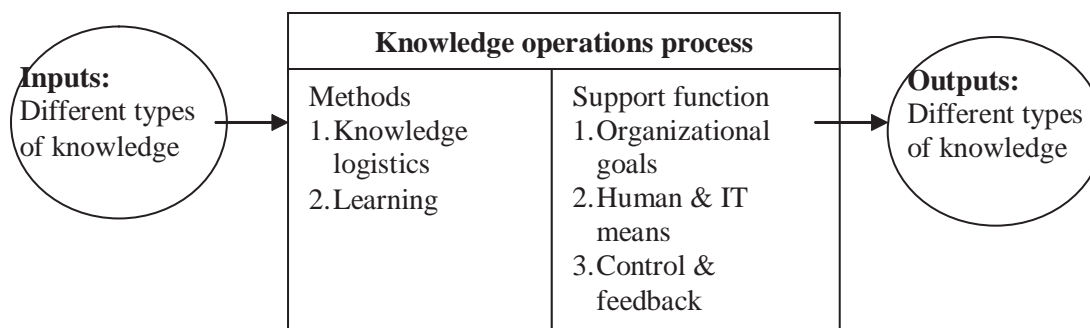 Inputs:
Different types
of knowledge
Knowledge operations process
Methods
1. Knowledge
logistics
2. Learning
Support function
1. Organizational
goals
2. Human & IT
means
3. Control &
feedback
Outputs:
Different types
of knowledge